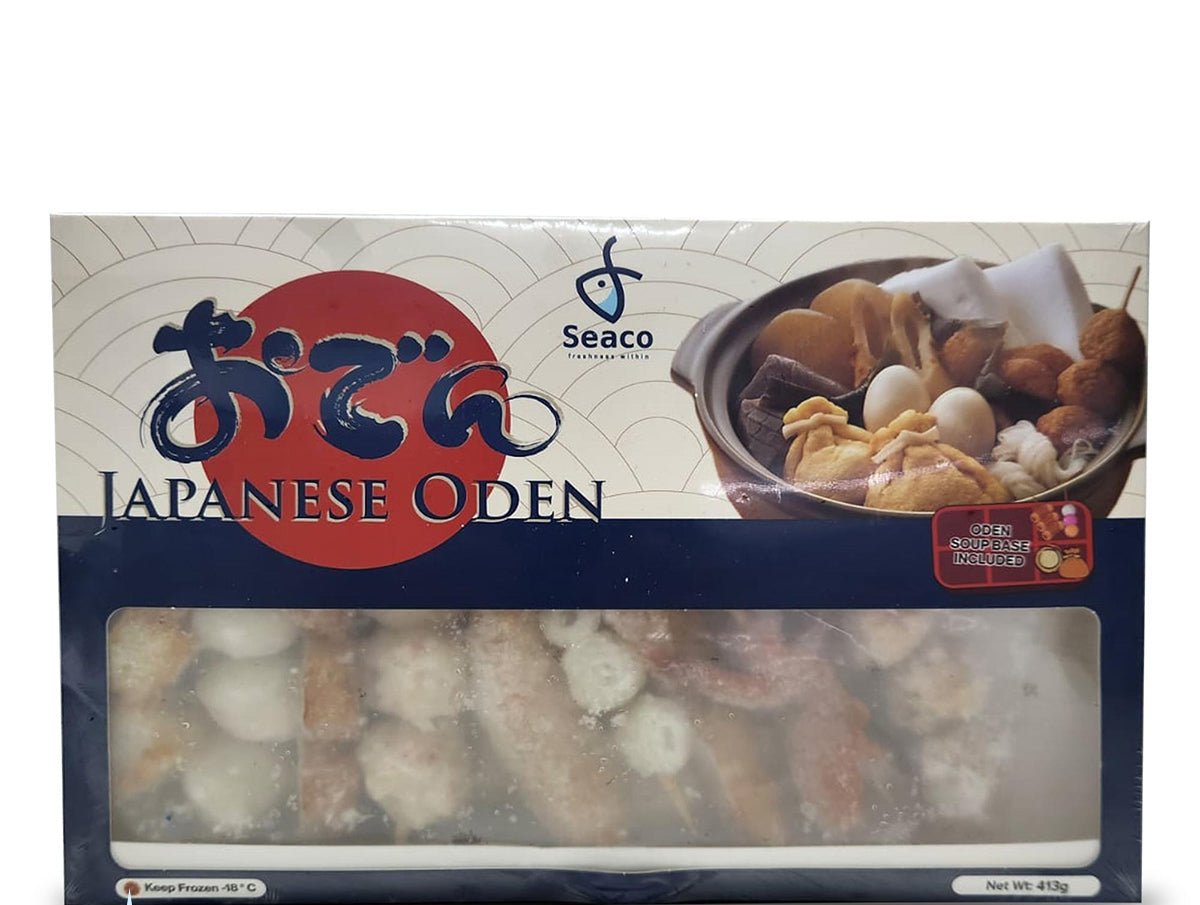 おでん
JAPANESE ODEN
Seaco
freshness within
ODEN
SOUP BASE
INCLUDED
Keep Frozen -18° C
Net Wt: 413g